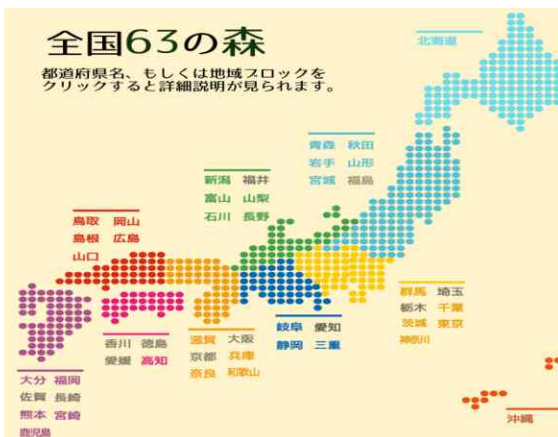 全国63の森
都道府県名、もしくは地域ブロックを
クリックすると詳細説明が見られます。
北海道
青森 秋田
岩手 山形
宮城 福島
新潟 福井
富山 山梨
石川 長野
鳥取 岡山
島根 広島
山口
群馬 埼玉
栃木 千葉
茨城 東京
神奈川
岐阜 愛知
静岡 三重
滋賀 大阪
京都 兵庫
奈良 和歌山
香川 徳島
愛媛 高知
大分 福岡
佐賀 長崎
熊本 宮崎
鹿児島
沖縄